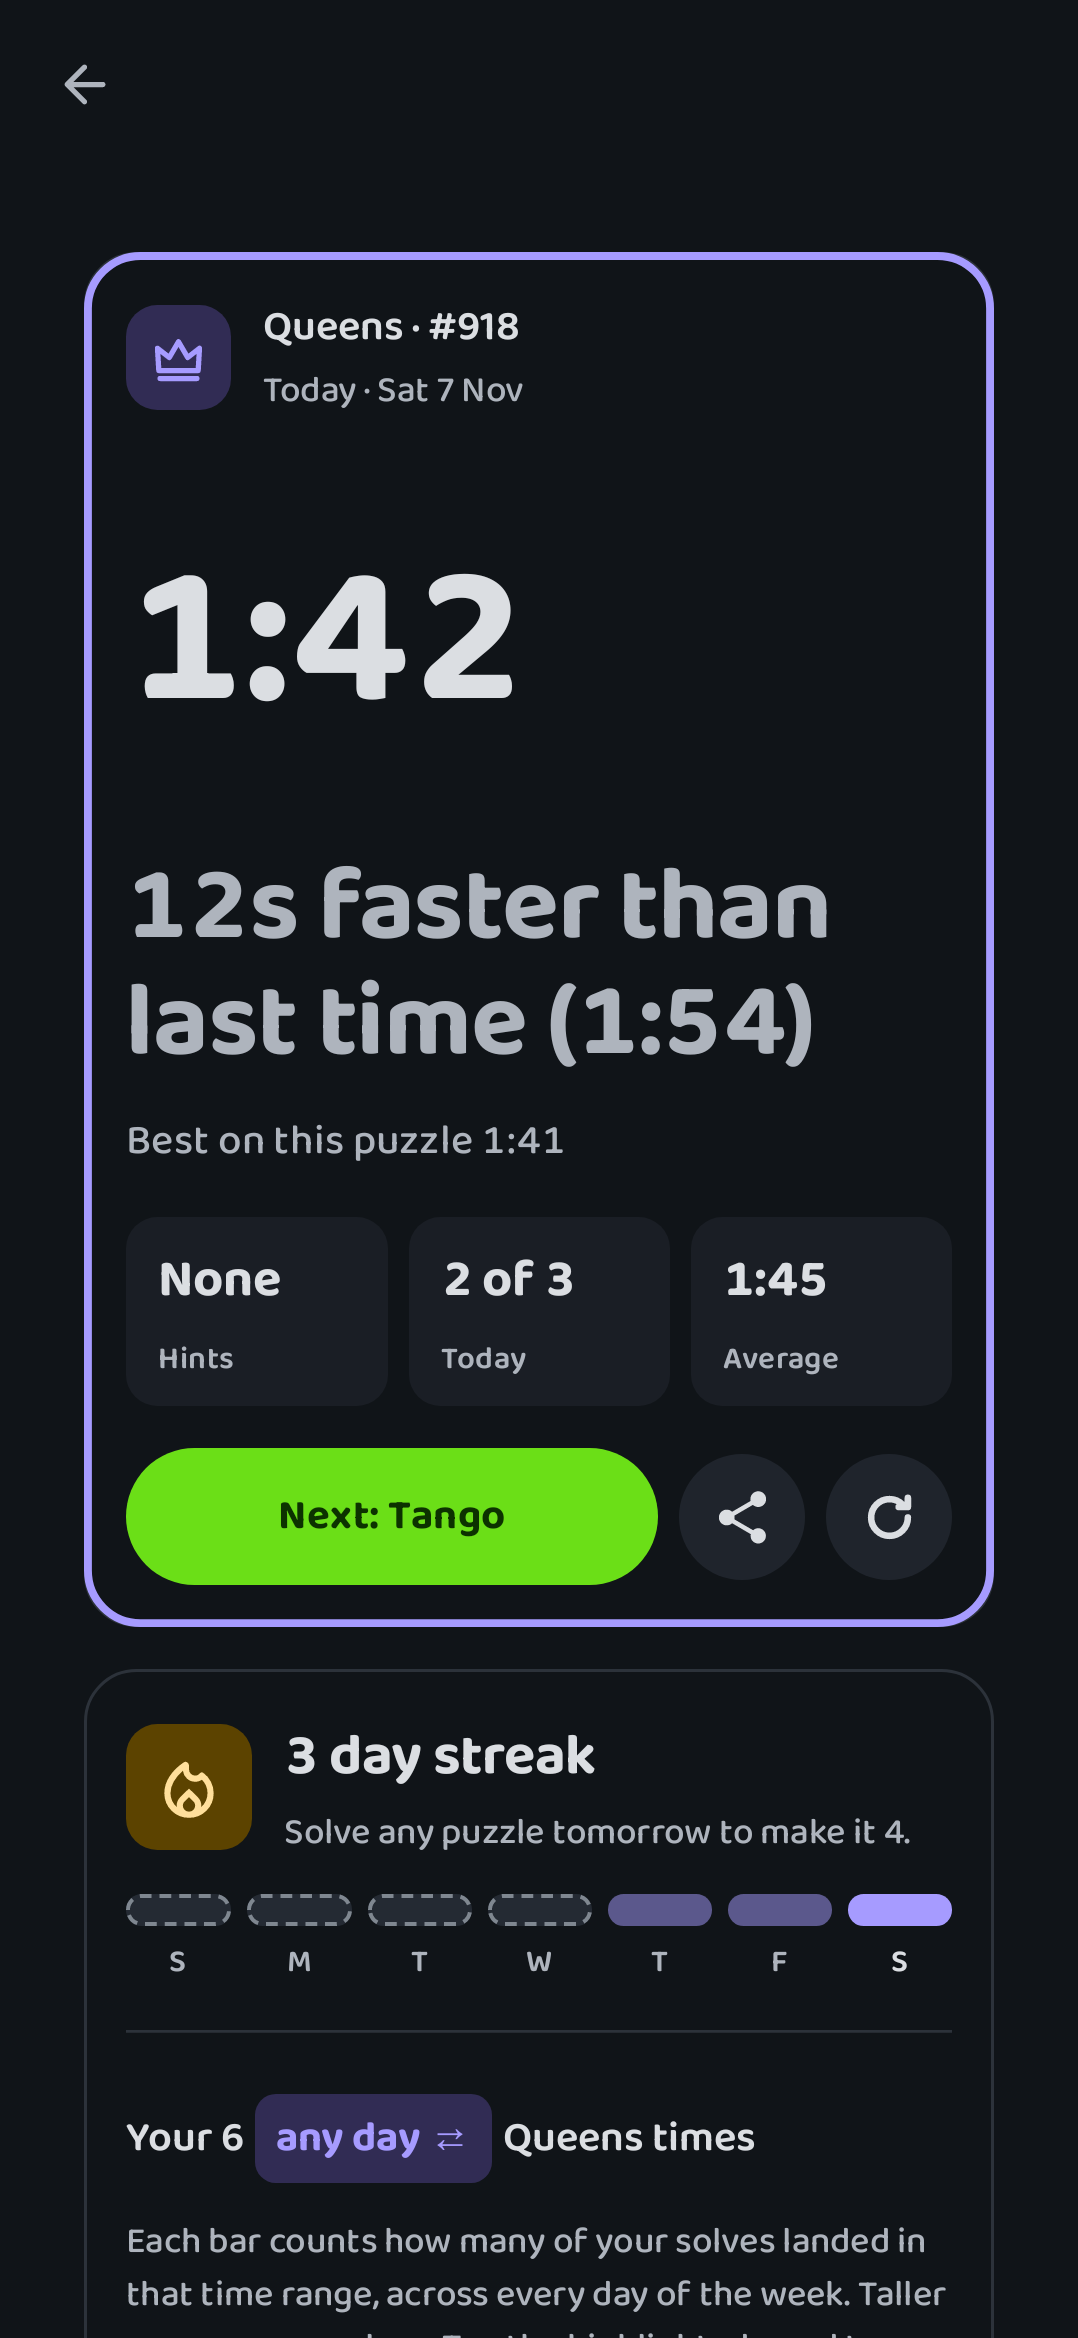 Queens · #918
Today · Sat 7 Nov
1:42
12s faster than
last time (1:54)
Best on this puzzle 1:41
None
Hints
2 of 3
Today
1:45
Average
Next: Tango
3 day streak
Solve any puzzle tomorrow to make it 4.
S M T W T F S
Your 6 any day ⇄ Queens times
Each bar counts how many of your solves landed in
that time range, across every day of the week. Taller